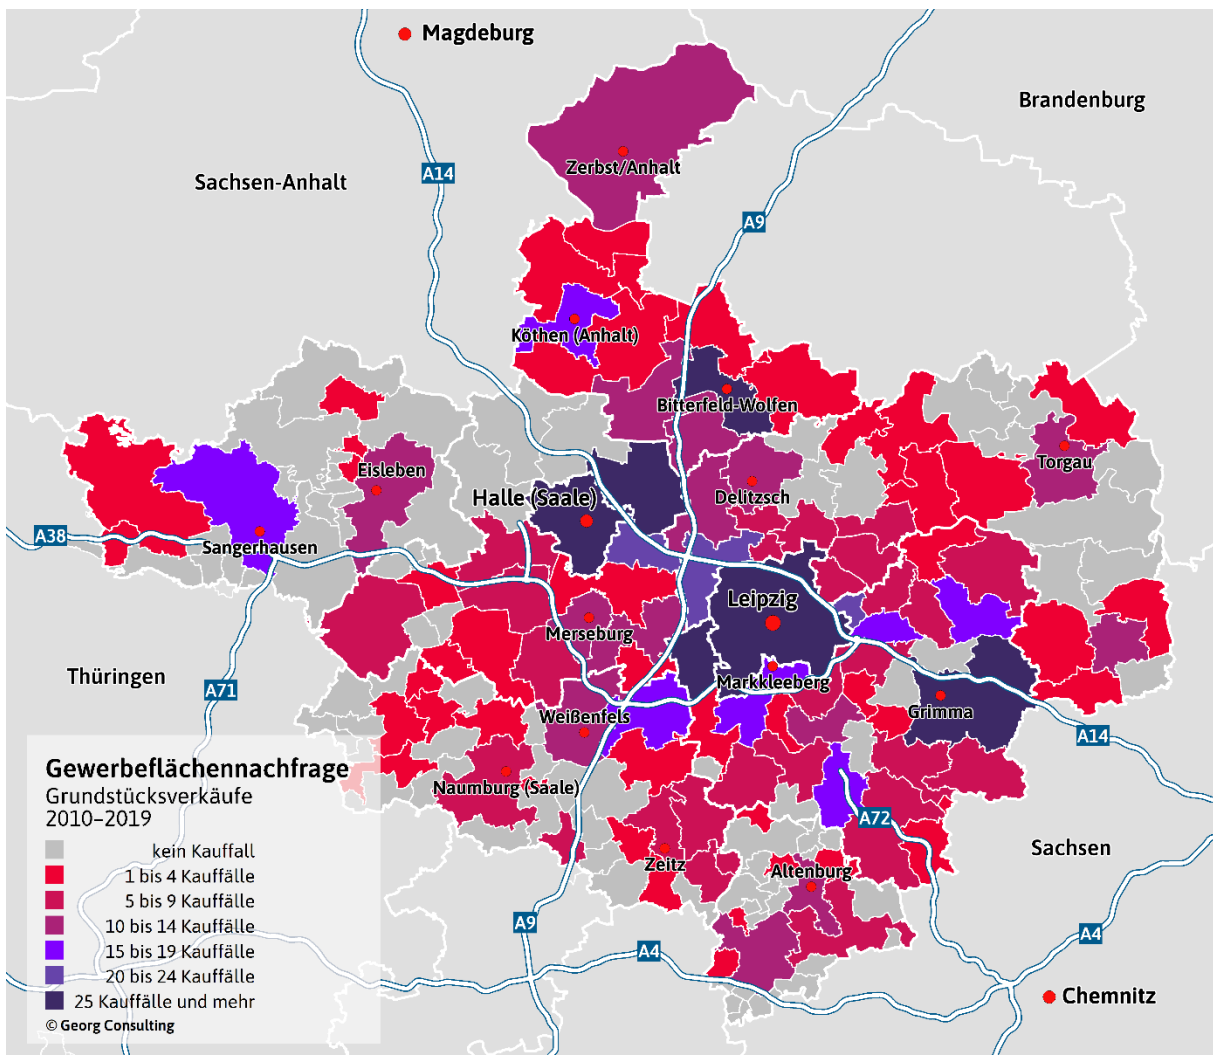 Magdeburg
Brandenburg
Sachsen-Anhalt
A14
Zerbst/Anhalt
A9
Köthen (Anhalt)
Bitterfeld-Wolfen
Eisleben
Torgau
Halle (Saale)
Delitzsch
A38
Sangerhausen
Leipzig
Merseburg
Thüringen
Markkleeberg
A71
Weißenfels
Grimma
A14
Gewerbeflächennachfrage
Grundstücksverkäufe
2010–2019
kein Kauffall
1 bis 4 Kauffälle
5 bis 9 Kauffälle
10 bis 14 Kauffälle
15 bis 19 Kauffälle
20 bis 24 Kauffälle
25 Kauffälle und mehr
© Georg Consulting
Naumburg (Saale)
A72
Sachsen
Zeitz
Altenburg
A9
A4
A4
Chemnitz